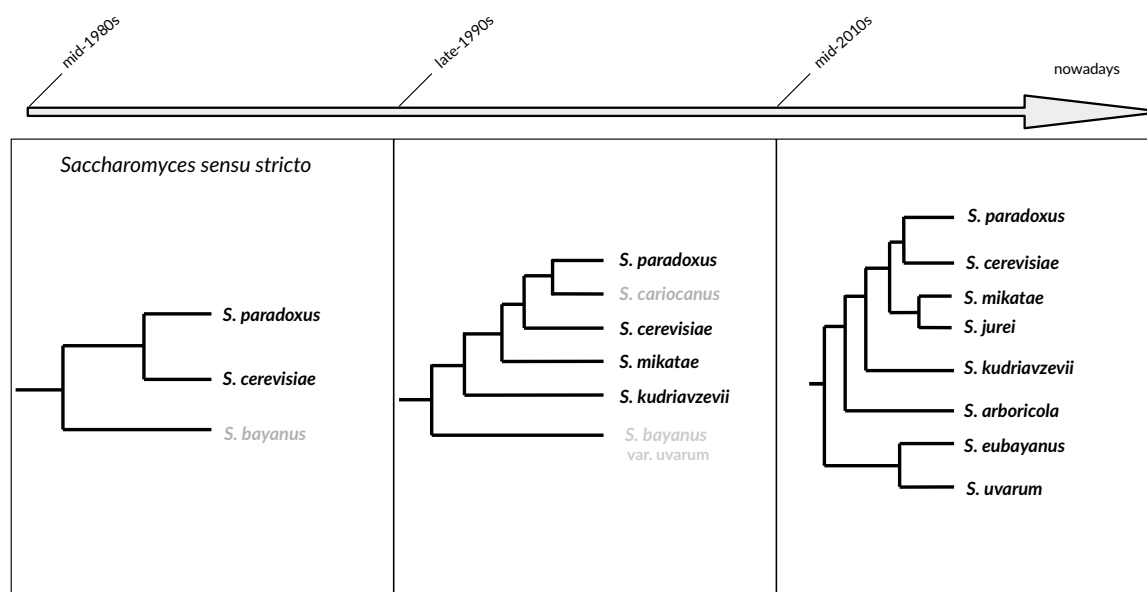 mid-1980s
late-1990s
mid-2010s
nowadays
Saccharomyces sensu stricto
S. paradoxus
S. cerevisiae
S. bayanus
S. paradoxus
S. cariocanus
S. cerevisiae
S. mikatae
S. kudriavzevii
S. bayanus
var. uvarum
S. paradoxus
S. cerevisiae
S. mikatae
S. jurei
S. kudriavzevii
S. arboricola
S. eubayanus
S. uvarum